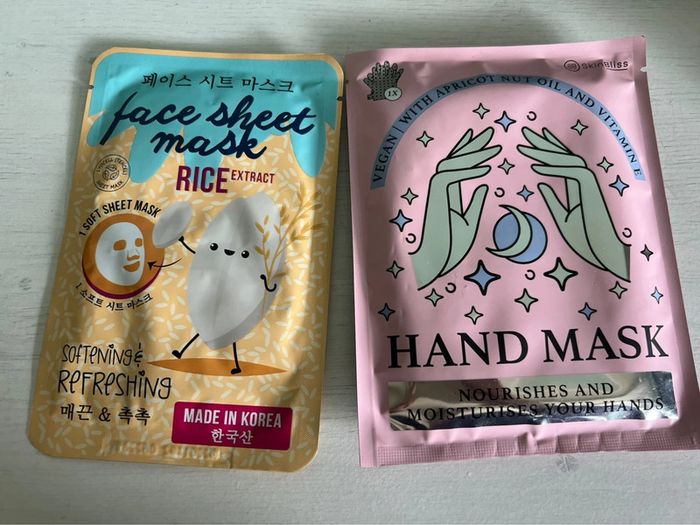 페이스 시트 마스크
face sheet
mask
RICE EXTRACT
SHEET MASK
1 SOFT SHEET MASK
1 소프트 시트 마스크
SOFTENING &
REFRESHING
매끈 & 촉촉
MADE IN KOREA
한국산
1X
SkinBliss
VEGAN | WITH APRICOT NUT OIL AND VITAMIN E
HAND MASK
NOURISHES AND
MOISTURISES YOUR HANDS